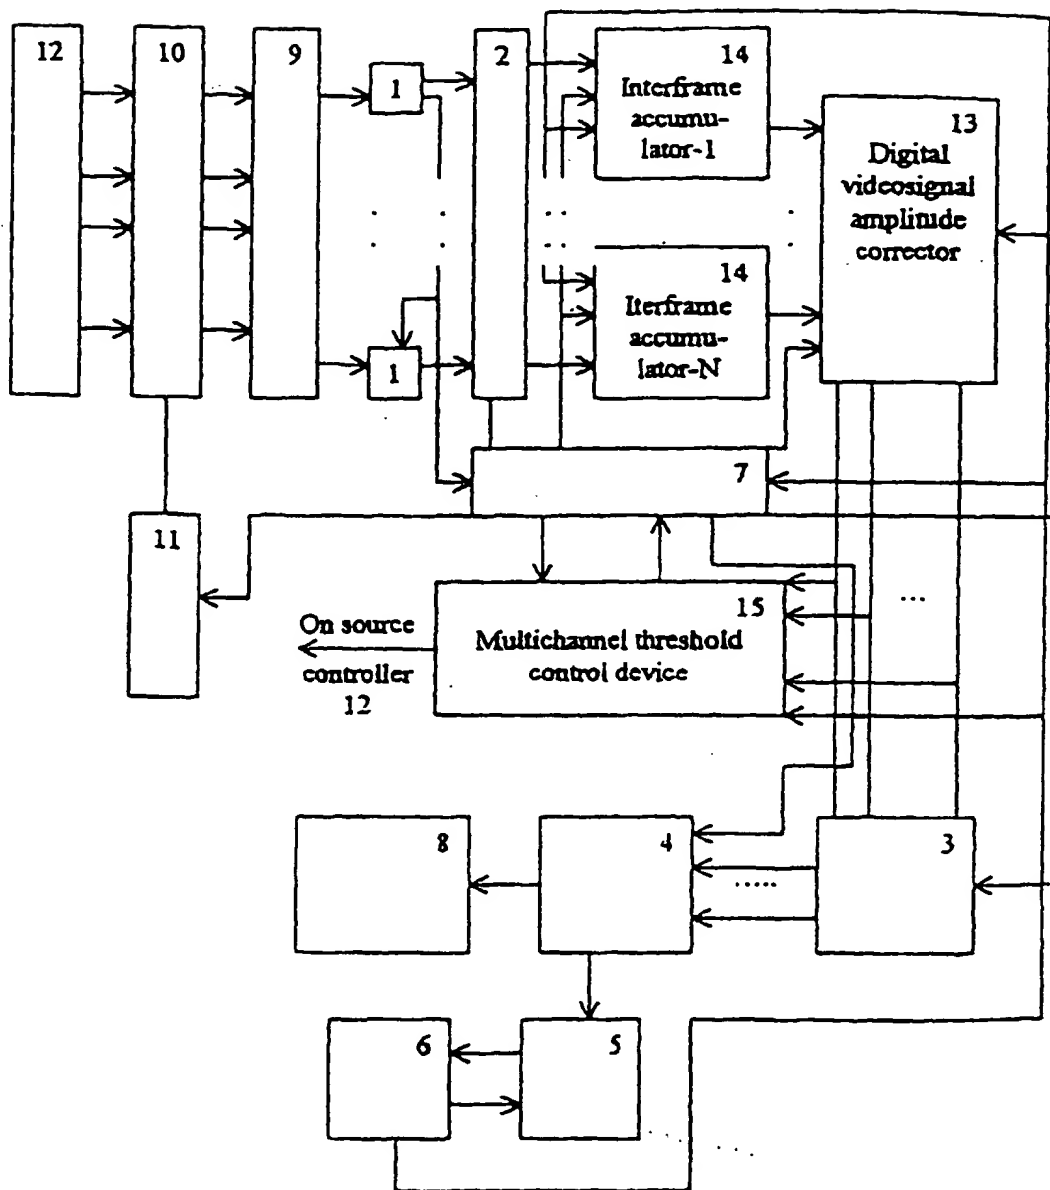 12
10
9
1
2
14
Interframe
accumu-
lator-1
13
Digital
videosignal
amplitude
corrector
14
Iterframe
accumu-
lator-N
1
7
11
15
Multichannel threshold
control device
On source
controller
12
8
4
3
6
5